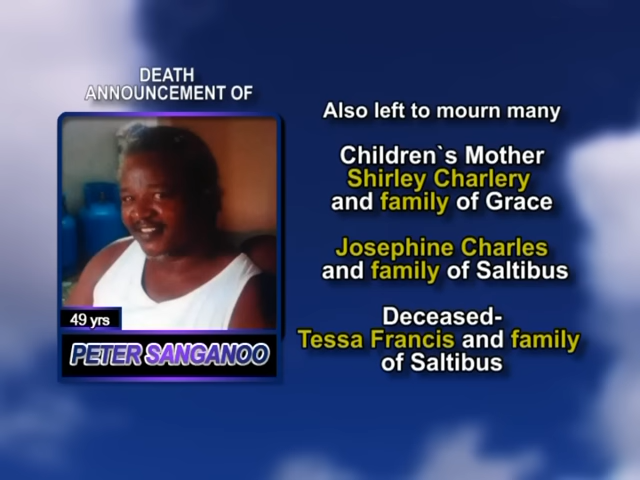 DEATH
ANNOUNCEMENT OF
49 yrs
PETER SANGANOO
Also left to mourn many
Children`s Mother
Shirley Charlery
and family of Grace
Josephine Charles
and family of Saltibus
Deceased-
Tessa Francis and family
of Saltibus